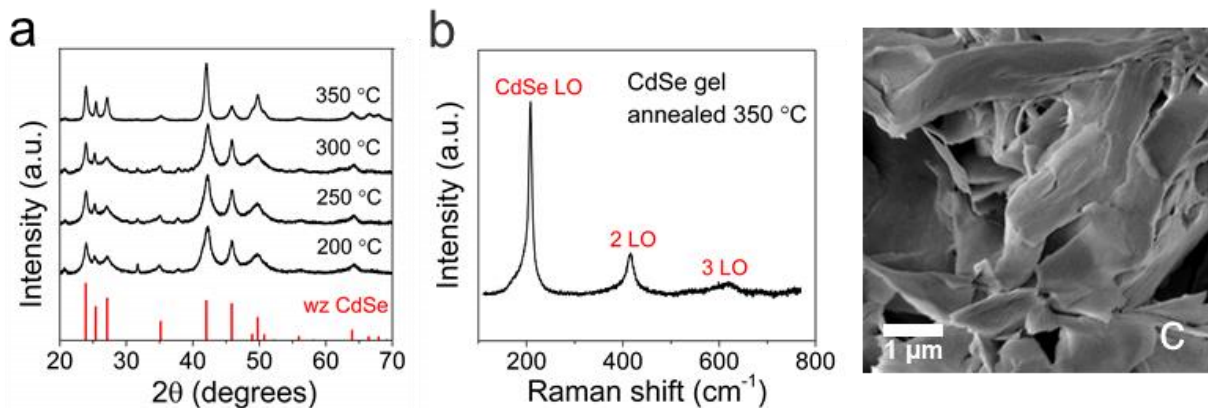 a
350 °C
300 °C
250 °C
200 °C
wz CdSe
Intensity (a.u.)
20 30 40 50 60 70
2θ (degrees)
b
CdSe LO
CdSe gel
annealed 350 °C
2 LO
3 LO
Intensity (a.u.)
200 400 600 800
Raman shift (cm⁻¹)
1 µm
C